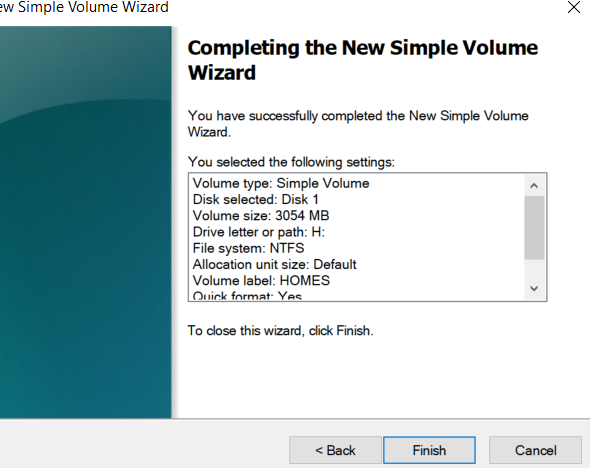 ew Simple Volume Wizard
Completing the New Simple Volume
Wizard
You have successfully completed the New Simple Volume
Wizard.
You selected the following settings:
Volume type: Simple Volume
Disk selected: Disk 1
Volume size: 3054 MB
Drive letter or path: H:
File system: NTFS
Allocation unit size: Default
Volume label: HOMES
Quick format: Yes
To close this wizard, click Finish.
< Back Finish Cancel